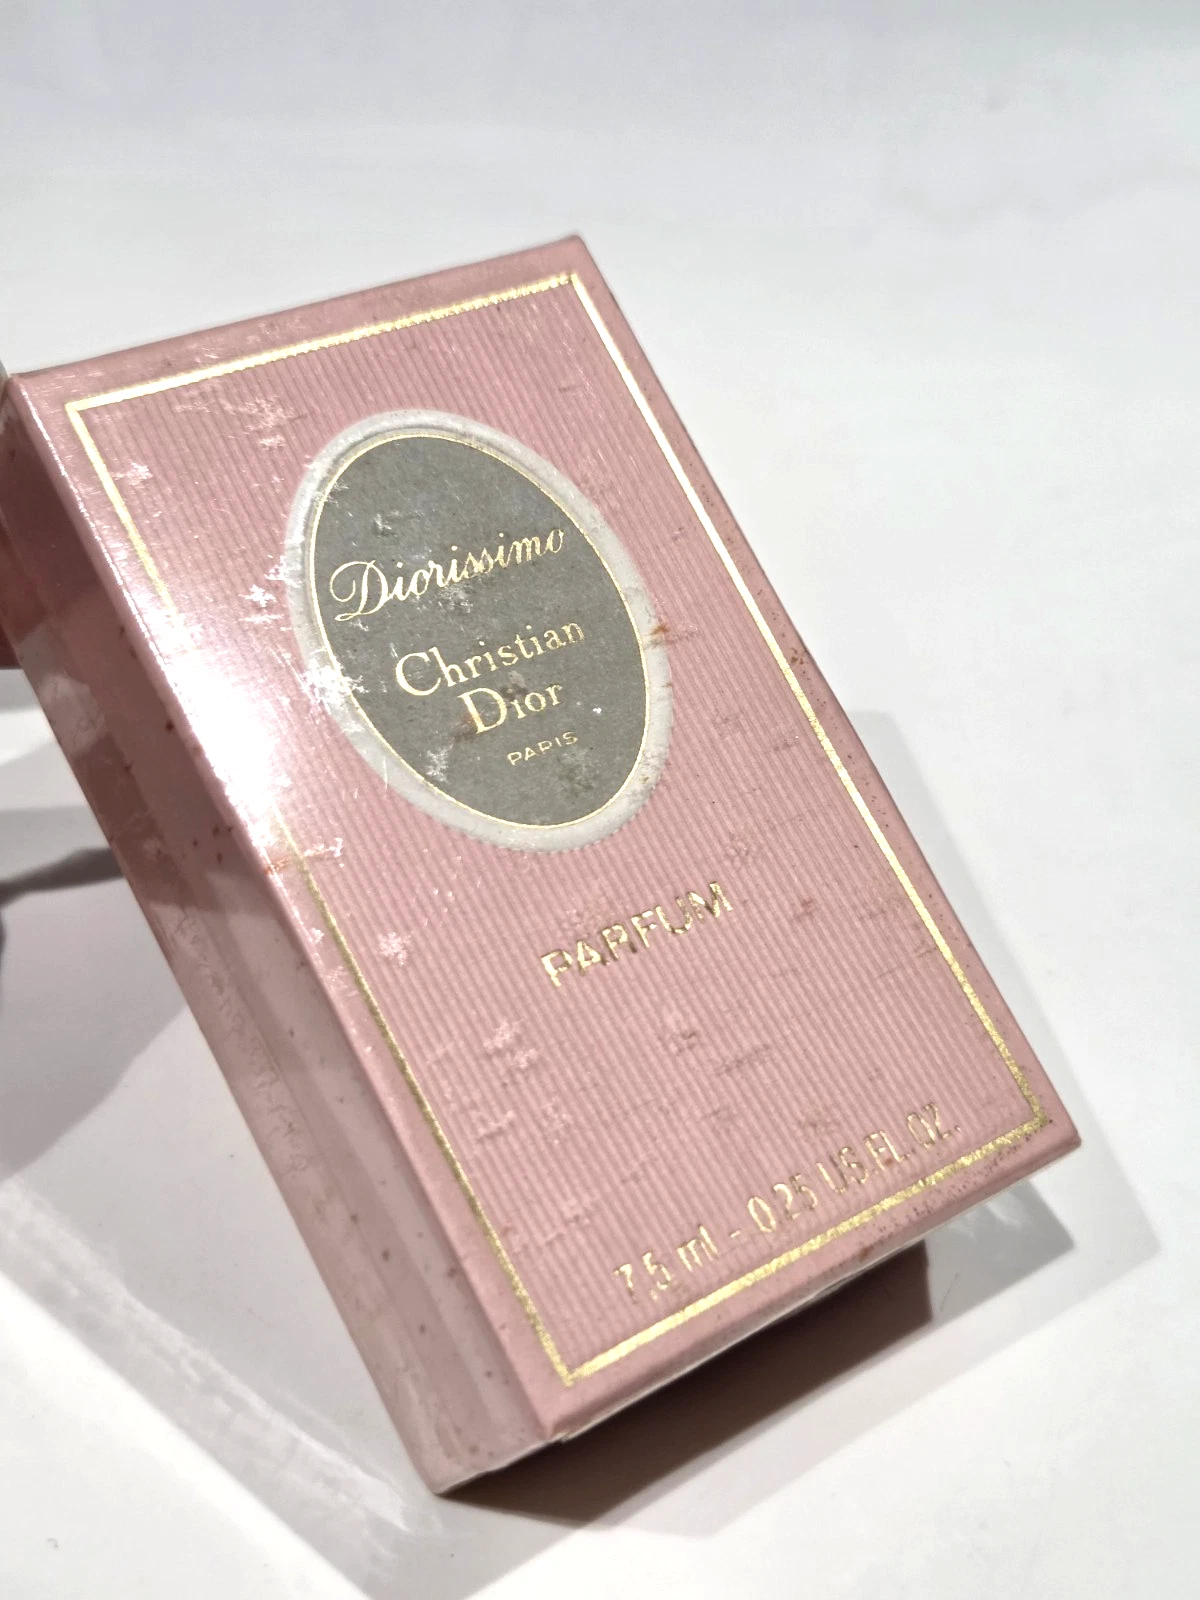 Diorissimo
Christian
Dior
PARIS
PARFUM
7,5 ml - 0.25 US.FL.OZ.